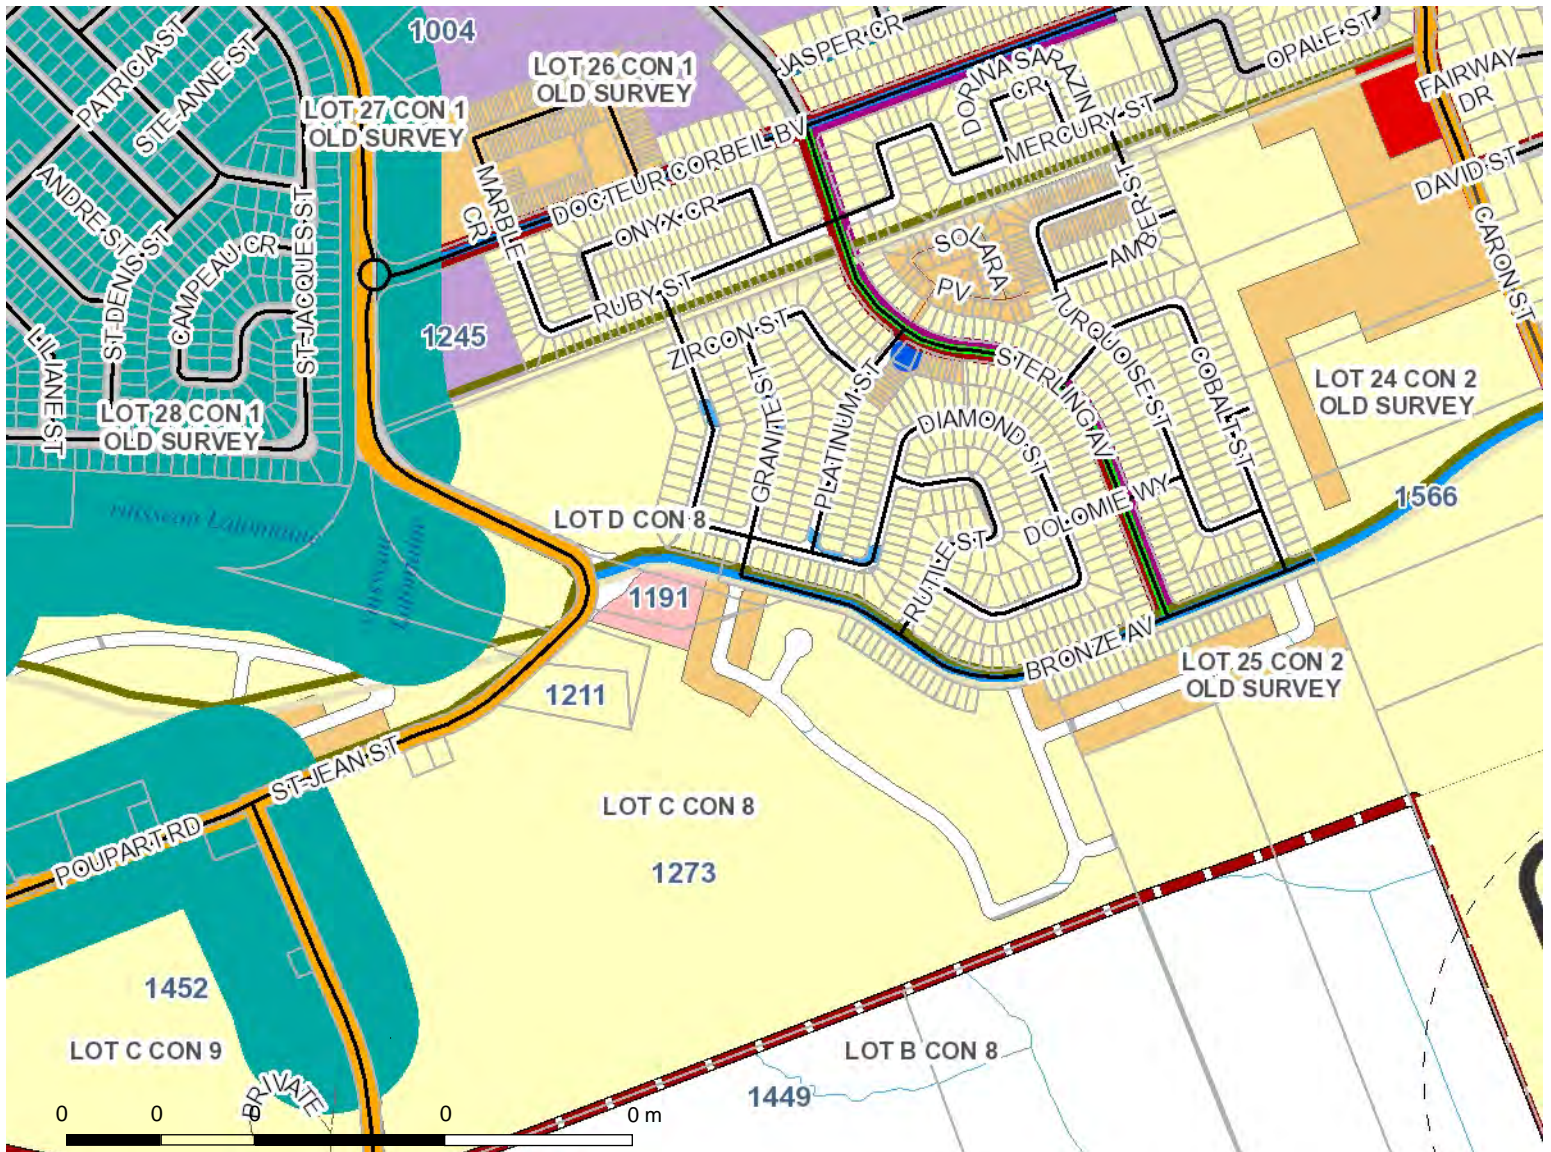 1004
LOT 26 CON 1
OLD SURVEY
JASPER CR
OPALE ST
PATRICIA ST
STE-ANNE ST
LOT 27 CON 1
OLD SURVEY
DORINA SARAZIN
CR
FAIRWAY
DR
MERCURY ST
DOCTEUR CORBEIL BV
DAVID ST
ANDRE ST
ST-DENIS ST
CAMPEAU CR
ST-JACQUES ST
MARBLE
CR
ONYX CR
RUBY ST
SOLARA
PV
AMBER ST
CARON ST
1245
ZIRCON ST
GRANITE ST
PLATINUM ST
STERLING AV
TURQUOISE ST
COBALT ST
LILIANE ST
LOT 28 CON 1
OLD SURVEY
LOT 24 CON 2
OLD SURVEY
DIAMOND ST
DOLOMIE WY
1566
ruisseau Lalonde
ruisseau
LOT D CON 8
RUTILE ST
1191
BRONZE AV
LOT 25 CON 2
OLD SURVEY
1211
ST-JEAN ST
POUPART RD
LOT C CON 8
1273
1452
LOT C CON 9
PRIVATE
LOT B CON 8
1449
0 0 0 0 0 m